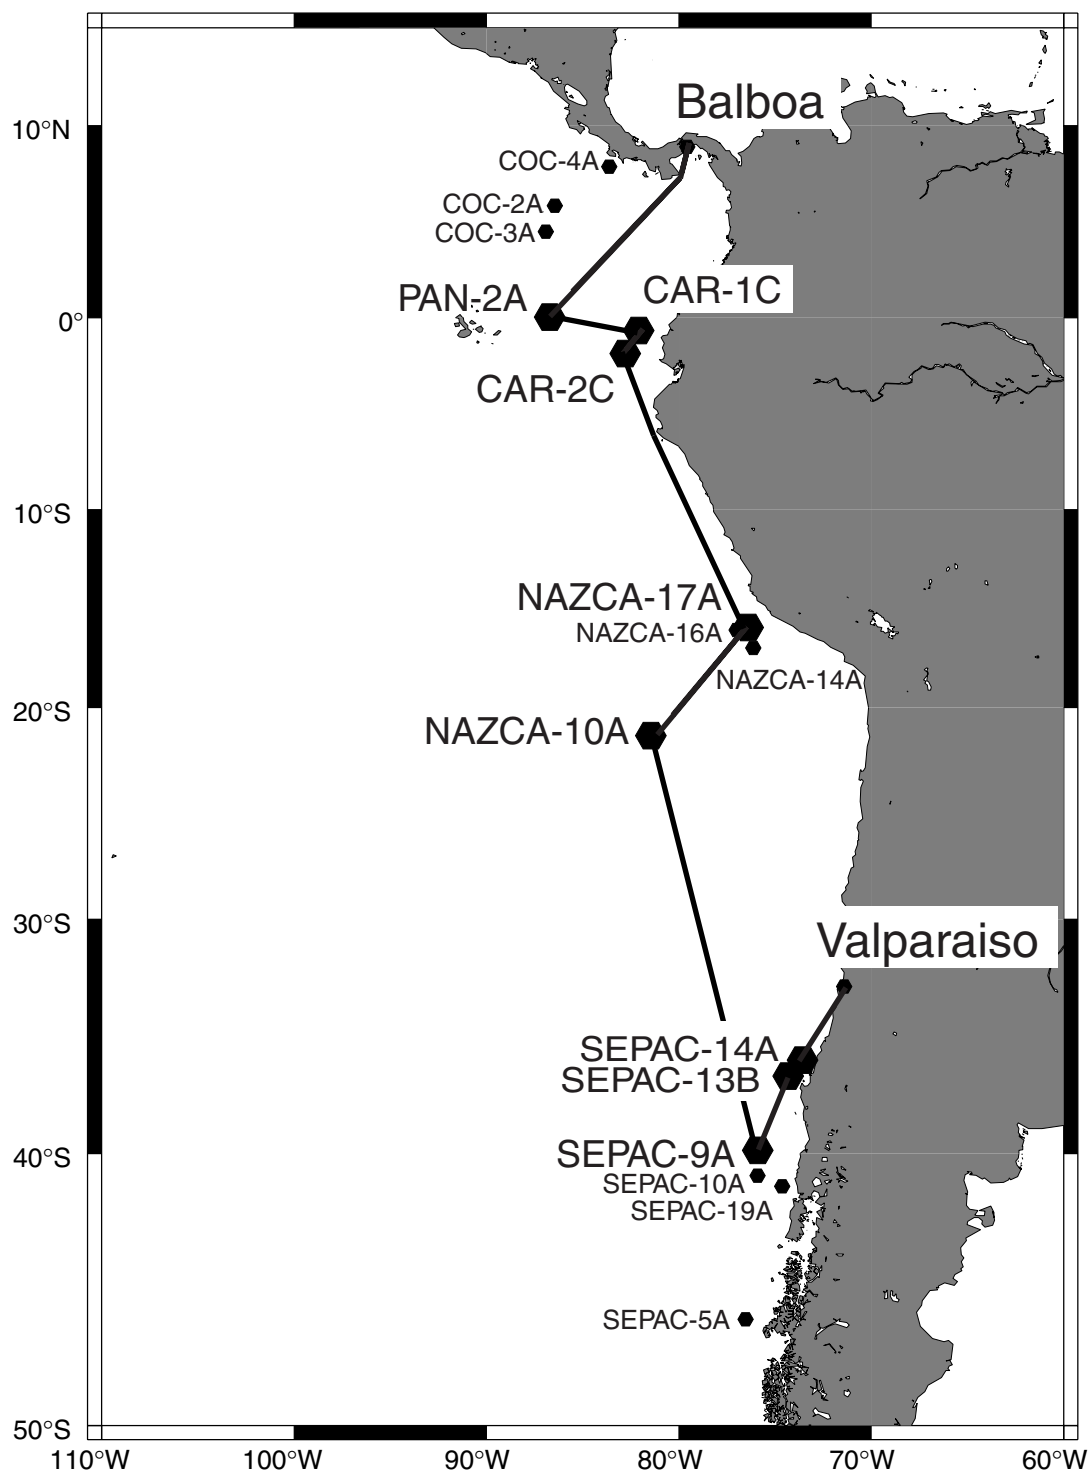 Balboa
10°N
COC-4A
COC-2A
COC-3A
CAR-1C
PAN-2A
0°
CAR-2C
10°S
NAZCA-17A
NAZCA-16A
NAZCA-14A
20°S
NAZCA-10A
30°S
Valparaiso
SEPAC-14A
SEPAC-13B
40°S
SEPAC-9A
SEPAC-10A
SEPAC-19A
SEPAC-5A
50°S
110°W 100°W 90°W 80°W 70°W 60°W